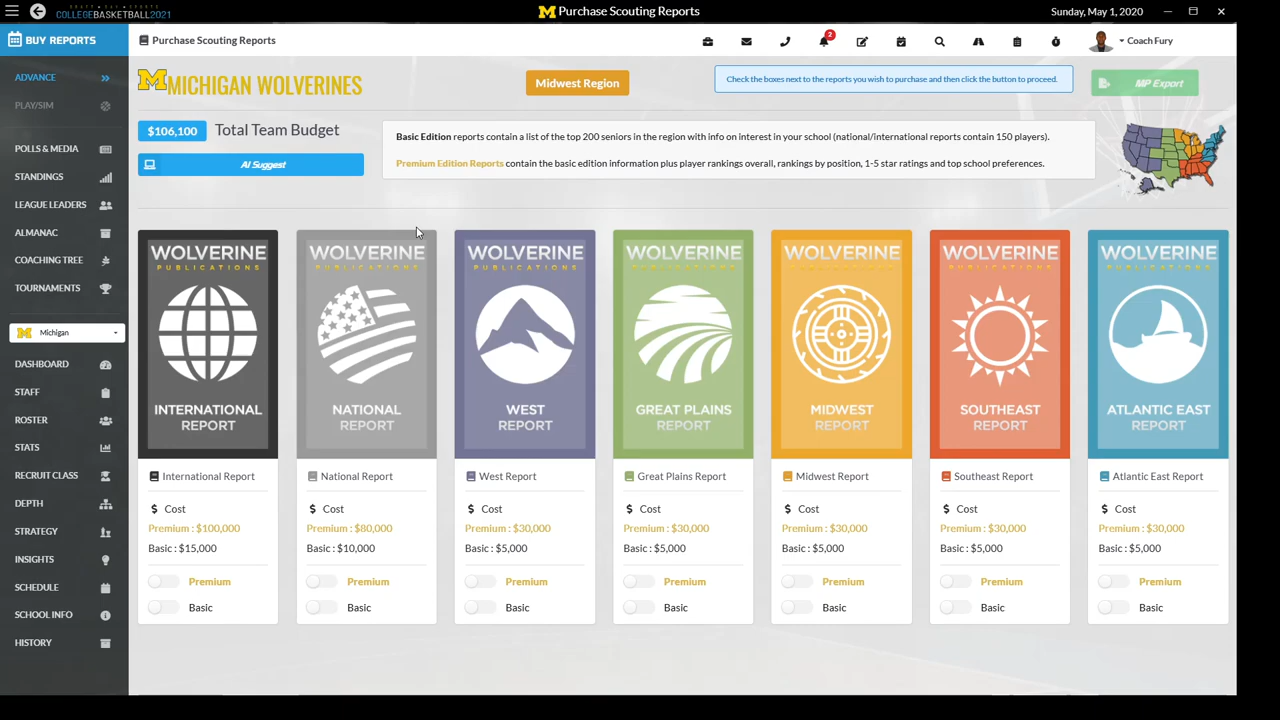 DRAFT DAY SPORTS
COLLEGEBASKETBALL2021
Purchase Scouting Reports
Sunday, May 1, 2020
BUY REPORTS
Purchase Scouting Reports
2
Coach Fury
ADVANCE
PLAY/SIM
POLLS & MEDIA
STANDINGS
LEAGUE LEADERS
ALMANAC
COACHING TREE
TOURNAMENTS
Michigan
DASHBOARD
STAFF
ROSTER
STATS
RECRUIT CLASS
DEPTH
STRATEGY
INSIGHTS
SCHEDULE
SCHOOL INFO
HISTORY
MICHIGAN WOLVERINES
Midwest Region
Check the boxes next to the reports you wish to purchase and then click the button to proceed.
MP Export
$106,100 Total Team Budget
AI Suggest
Basic Edition reports contain a list of the top 200 seniors in the region with info on interest in your school (national/international reports contain 150 players).
Premium Edition Reports contain the basic edition information plus player rankings overall, rankings by position, 1-5 star ratings and top school preferences.
WOLVERINE
PUBLICATIONS
INTERNATIONAL
REPORT
International Report
$ Cost
Premium : $100,000
Basic : $15,000
Premium
Basic
WOLVERINE
PUBLICATIONS
NATIONAL
REPORT
National Report
$ Cost
Premium : $80,000
Basic : $10,000
Premium
Basic
WOLVERINE
PUBLICATIONS
WEST
REPORT
West Report
$ Cost
Premium : $30,000
Basic : $5,000
Premium
Basic
WOLVERINE
PUBLICATIONS
GREAT PLAINS
REPORT
Great Plains Report
$ Cost
Premium : $30,000
Basic : $5,000
Premium
Basic
WOLVERINE
PUBLICATIONS
MIDWEST
REPORT
Midwest Report
$ Cost
Premium : $30,000
Basic : $5,000
Premium
Basic
WOLVERINE
PUBLICATIONS
SOUTHEAST
REPORT
Southeast Report
$ Cost
Premium : $30,000
Basic : $5,000
Premium
Basic
WOLVERINE
PUBLICATIONS
ATLANTIC EAST
REPORT
Atlantic East Report
$ Cost
Premium : $30,000
Basic : $5,000
Premium
Basic